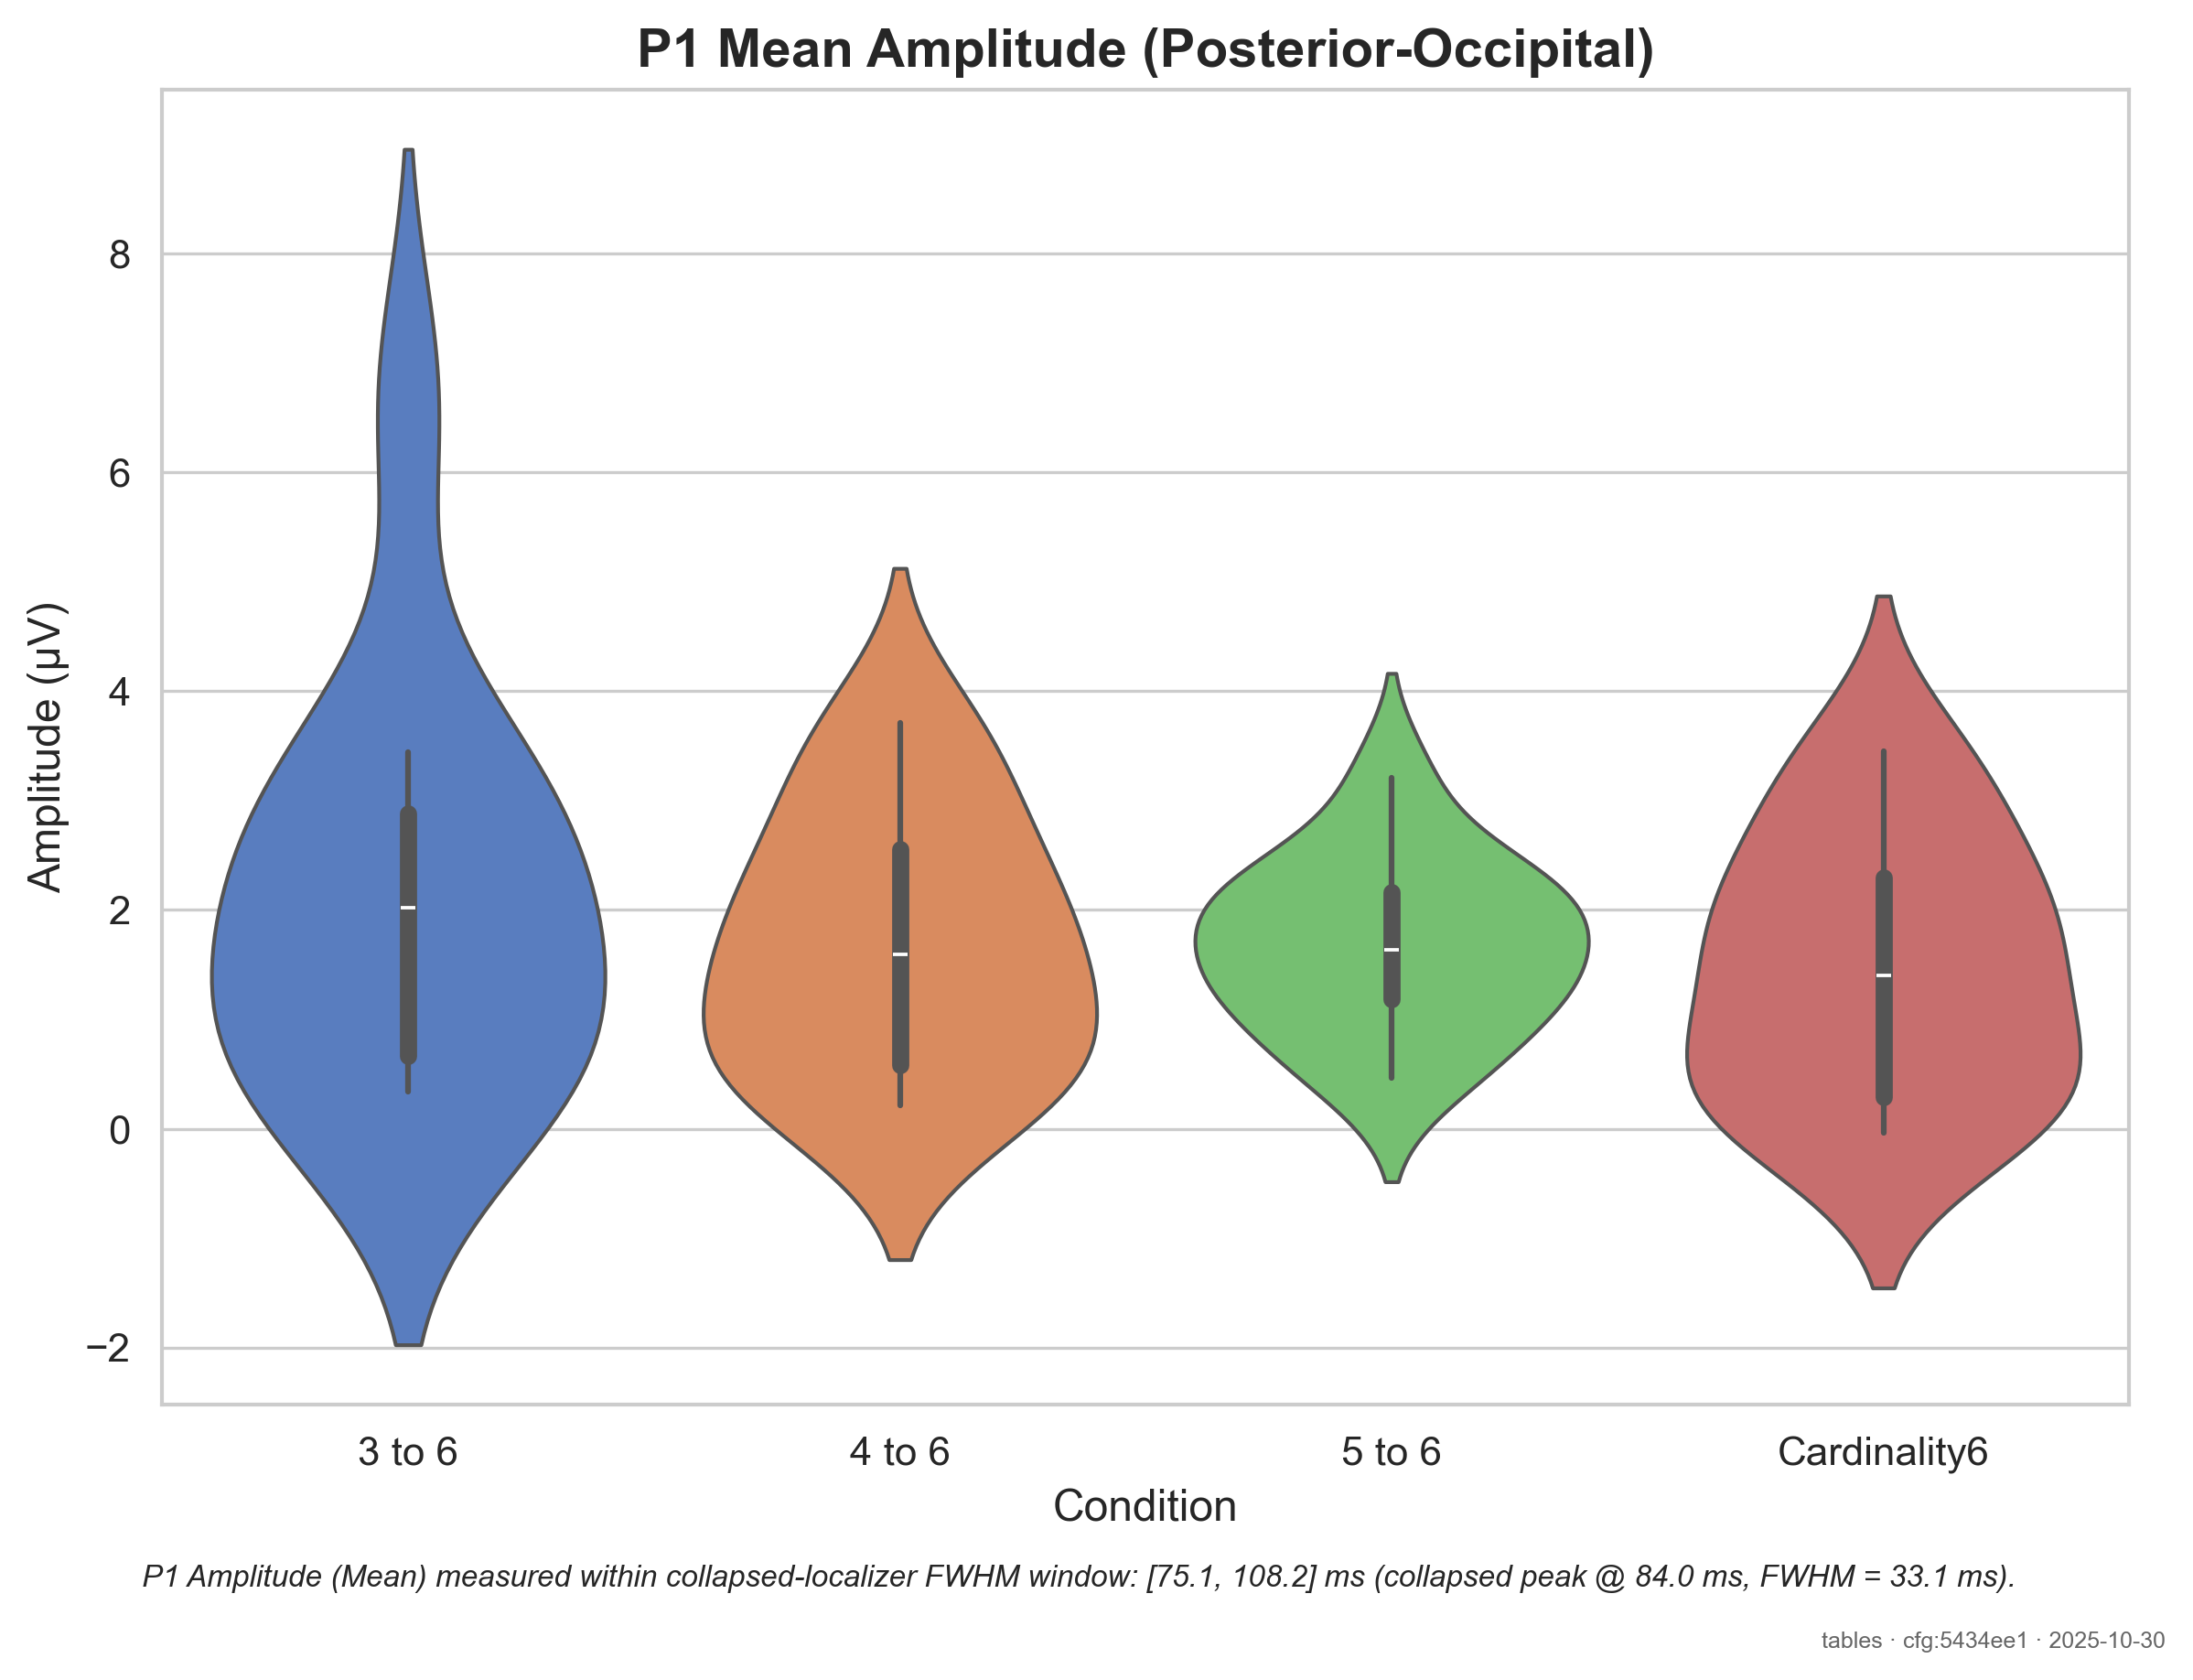 P1 Mean Amplitude (Posterior-Occipital)
Amplitude (µV)
8
6
4
2
0
−2
3 to 6
4 to 6
5 to 6
Cardinality6
Condition
P1 Amplitude (Mean) measured within collapsed-localizer FWHM window: [75.1, 108.2] ms (collapsed peak @ 84.0 ms, FWHM = 33.1 ms).
tables · cfg:5434ee1 · 2025-10-30